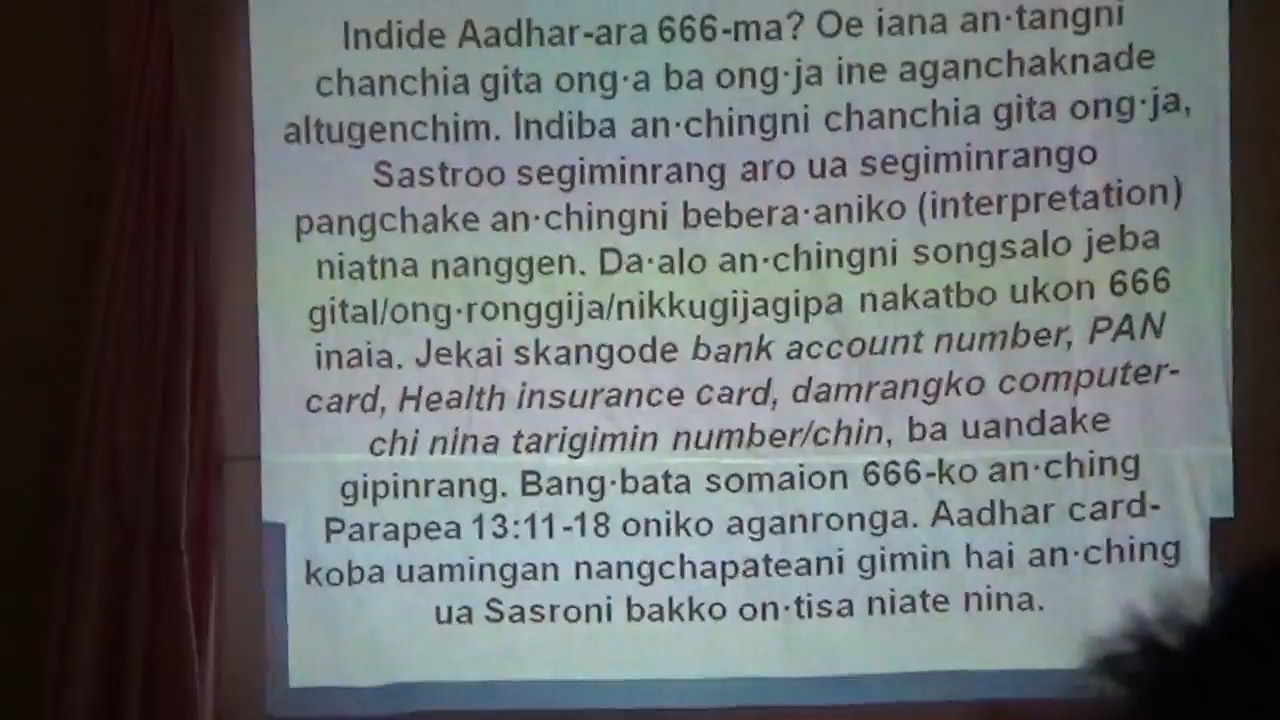 Indide Aadhar-ara 666-ma? Oe iana an·tangni
chanchia gita ong·a ba ong·ja ine aganchaknade
altugenchim. Indiba an·chingni chanchia gita ong·ja,
Sastroo segiminrang aro ua segiminrango
pangchake an·chingni bebera·aniko (interpretation)
niatna nanggen. Da·alo an·chingni songsalo jeba
gital/ong·ronggija/nikkugijagipa nakatbo ukon 666
inaia. Jekai skangode bank account number, PAN
card, Health insurance card, damrangko computer-
chi nina tarigimin number/chin, ba uandake
gipinrang. Bang·bata somaion 666-ko an·ching
Parapea 13:11-18 oniko aganronga. Aadhar card-
koba uamingan nangchapateani gimin hai an·ching
ua Sasroni bakko on·tisa niate nina.